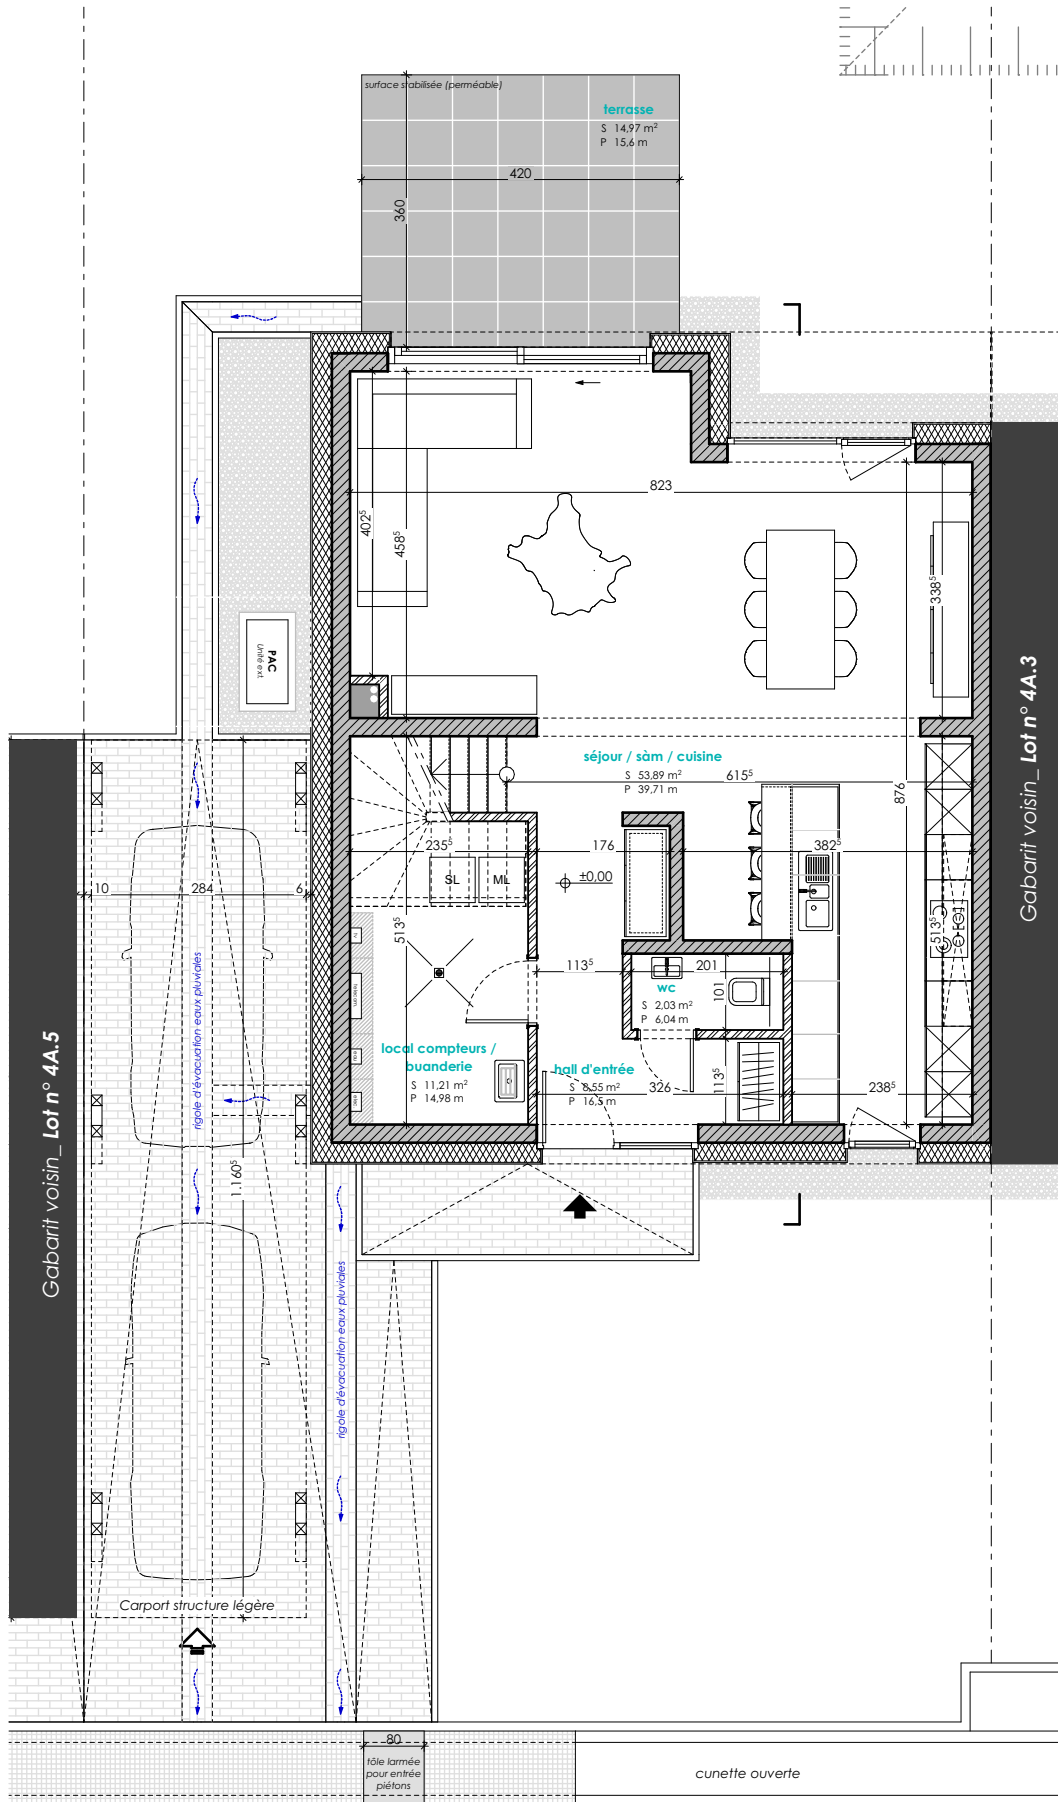 surface stabilisée (perméable)
terrasse
S 14,97 m²
P 15,6 m
420
360
823
402⁵
458⁵
338⁵
PAC
Unité ext.
Gabarit voisin_ Lot n° 4A.3
séjour / sàm / cuisine
S 53,89 m²
P 39,71 m
615⁵
876
235⁵
176
382⁵
SL
ML
±0,00
10
284
6
513⁵
513⁵
113⁵
201
101
wc
S 2,03 m²
P 6,04 m
rigole d'évacuation eaux pluviales
Gabarit voisin_ Lot n° 4A.5
local compteurs /
buanderie
S 11,21 m²
P 14,98 m
hall d'entrée
S 8,55 m²
P 16,5 m
326
113⁵
238⁵
1.160⁵
rigole d'évacuation eaux pluviales
Carport structure légère
80
tôle larmée
pour entrée
piétons
cunette ouverte